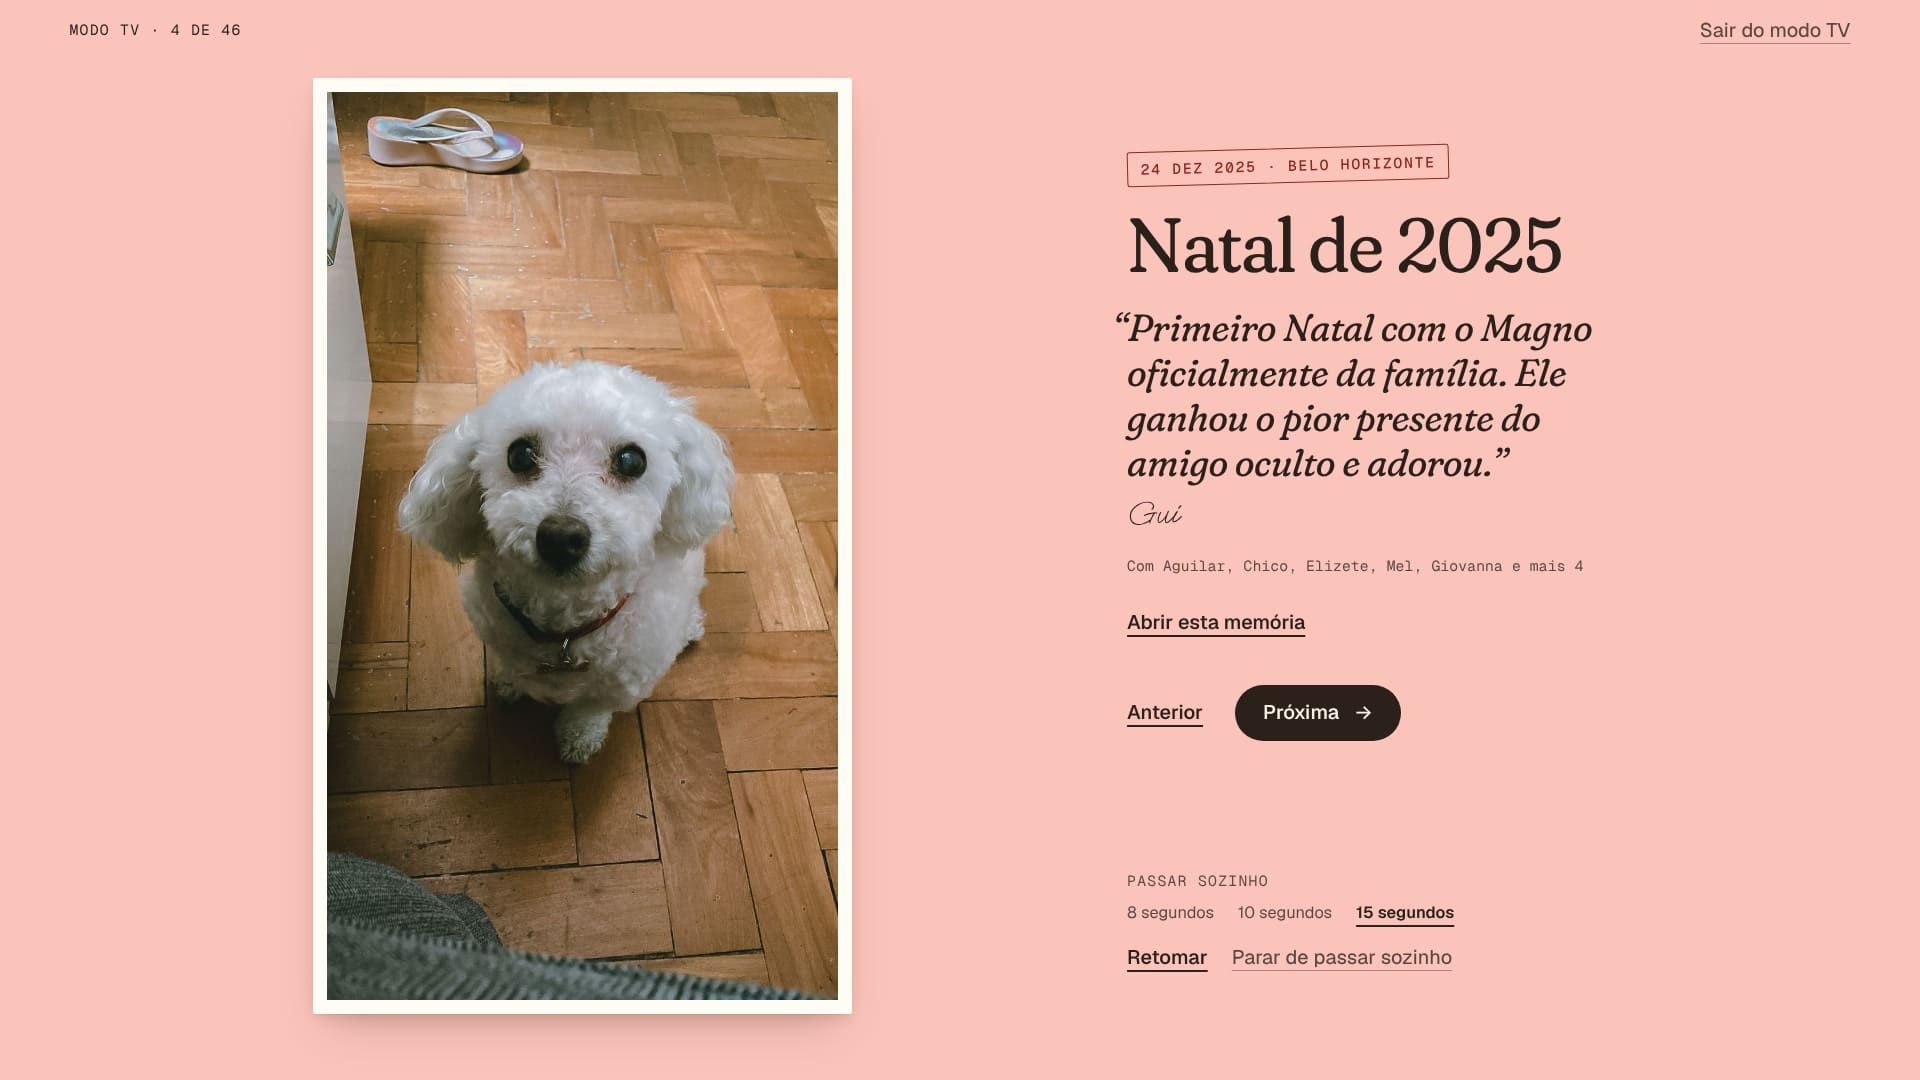 MODO TV · 4 DE 46
Sair do modo TV
24 DEZ 2025 · BELO HORIZONTE
Natal de 2025
“Primeiro Natal com o Magno
oficialmente da família. Ele
ganhou o pior presente do
amigo oculto e adorou.”
Gui
Com Aguilar, Chico, Elizete, Mel, Giovanna e mais 4
Abrir esta memória
Anterior
Próxima →
PASSAR SOZINHO
8 segundos 10 segundos 15 segundos
Retomar Parar de passar sozinho